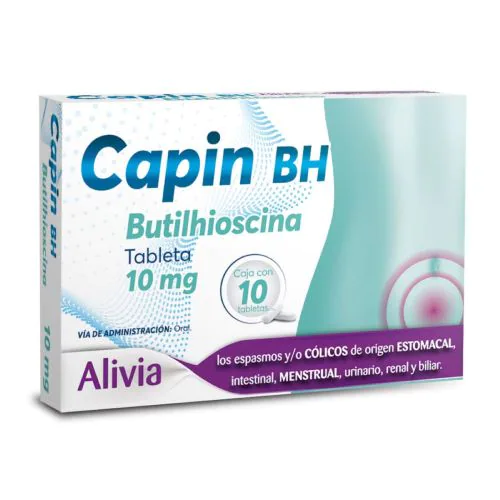 Capin BH
Butilhioscina
Tableta
10 mg
Caja con
10
tabletas
VÍA DE ADMINISTRACIÓN: Oral.
Alivia
los espasmos y/o CÓLICOS de origen ESTOMACAL,
intestinal, MENSTRUAL, urinario, renal y biliar.
Capin BH
Butilhioscina
10 mg